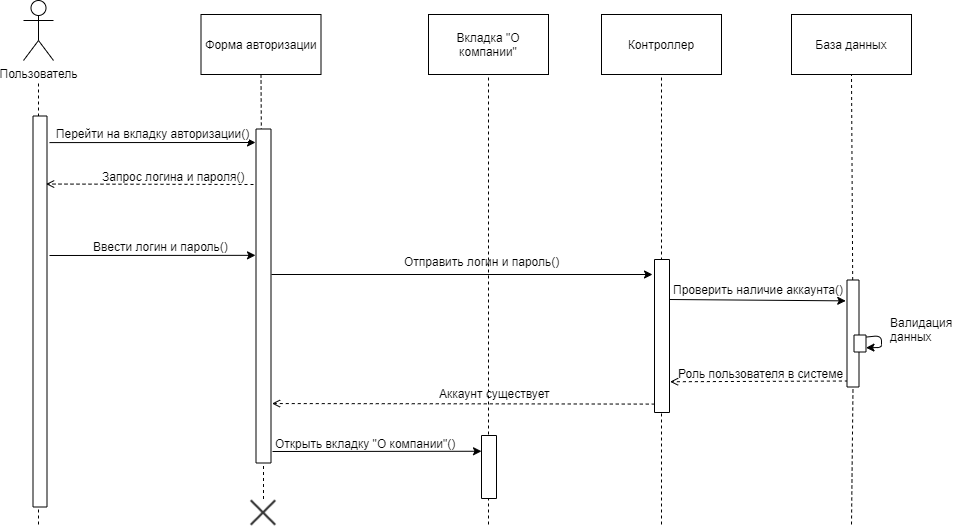 Пользователь
Форма авторизации
Вкладка "О
компании"
Контроллер
База данных
Перейти на вкладку авторизации()
Запрос логина и пароля()
Ввести логин и пароль()
Отправить логин и пароль()
Проверить наличие аккаунта()
Валидация
данных
Роль пользователя в системе
Аккаунт существует
Открыть вкладку "О компании"()